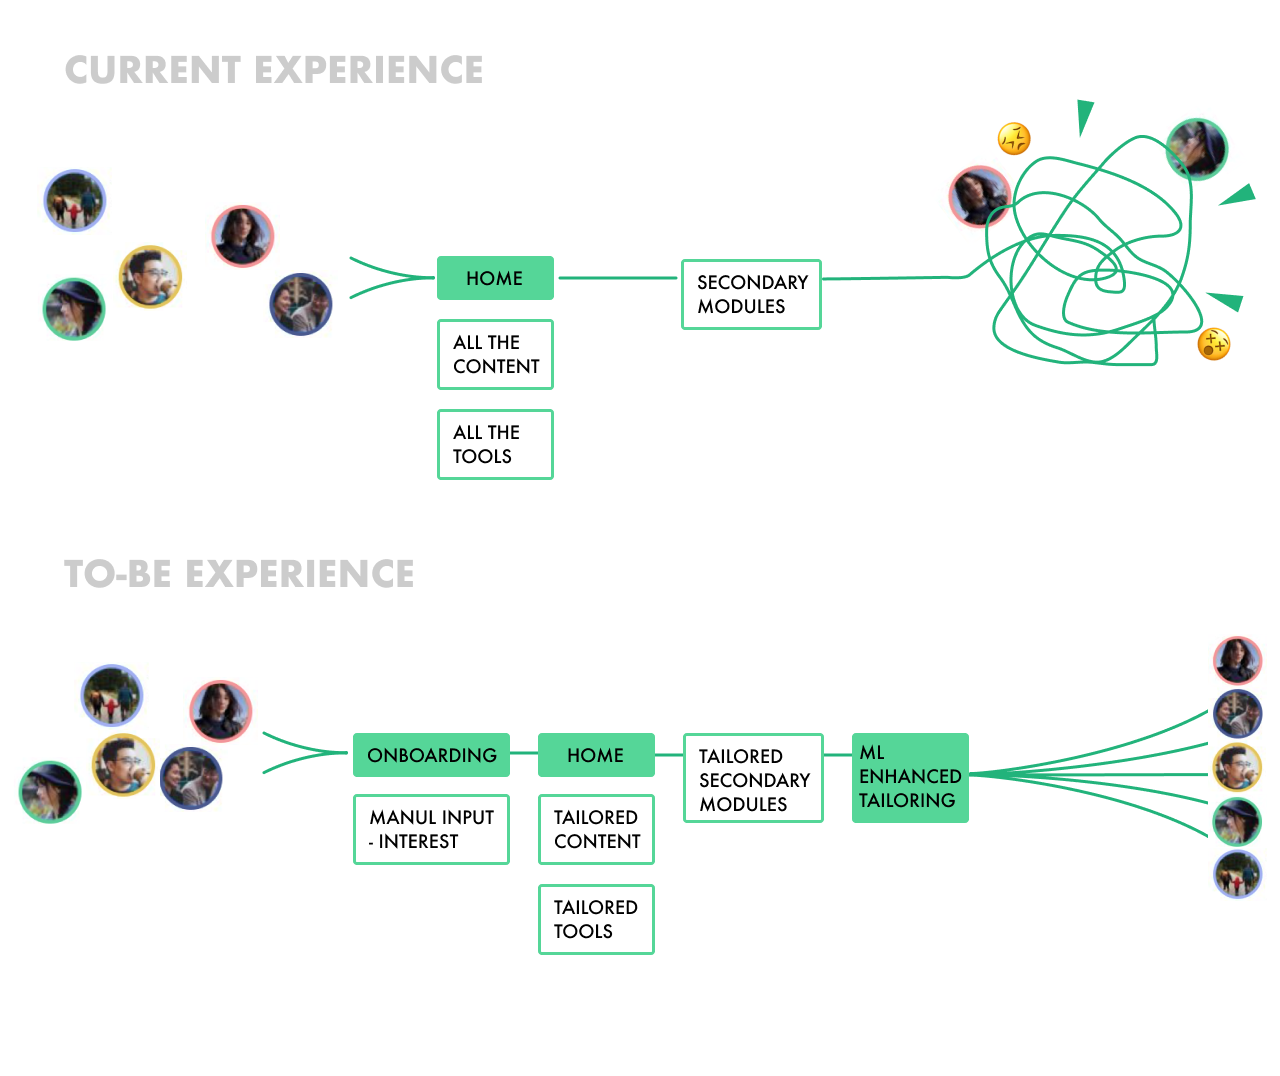 CURRENT EXPERIENCE
HOME
ALL THE
CONTENT
ALL THE
TOOLS
SECONDARY
MODULES
TO-BE EXPERIENCE
ONBOARDING
MANUL INPUT
- INTEREST
HOME
TAILORED
CONTENT
TAILORED
TOOLS
TAILORED
SECONDARY
MODULES
ML
ENHANCED
TAILORING